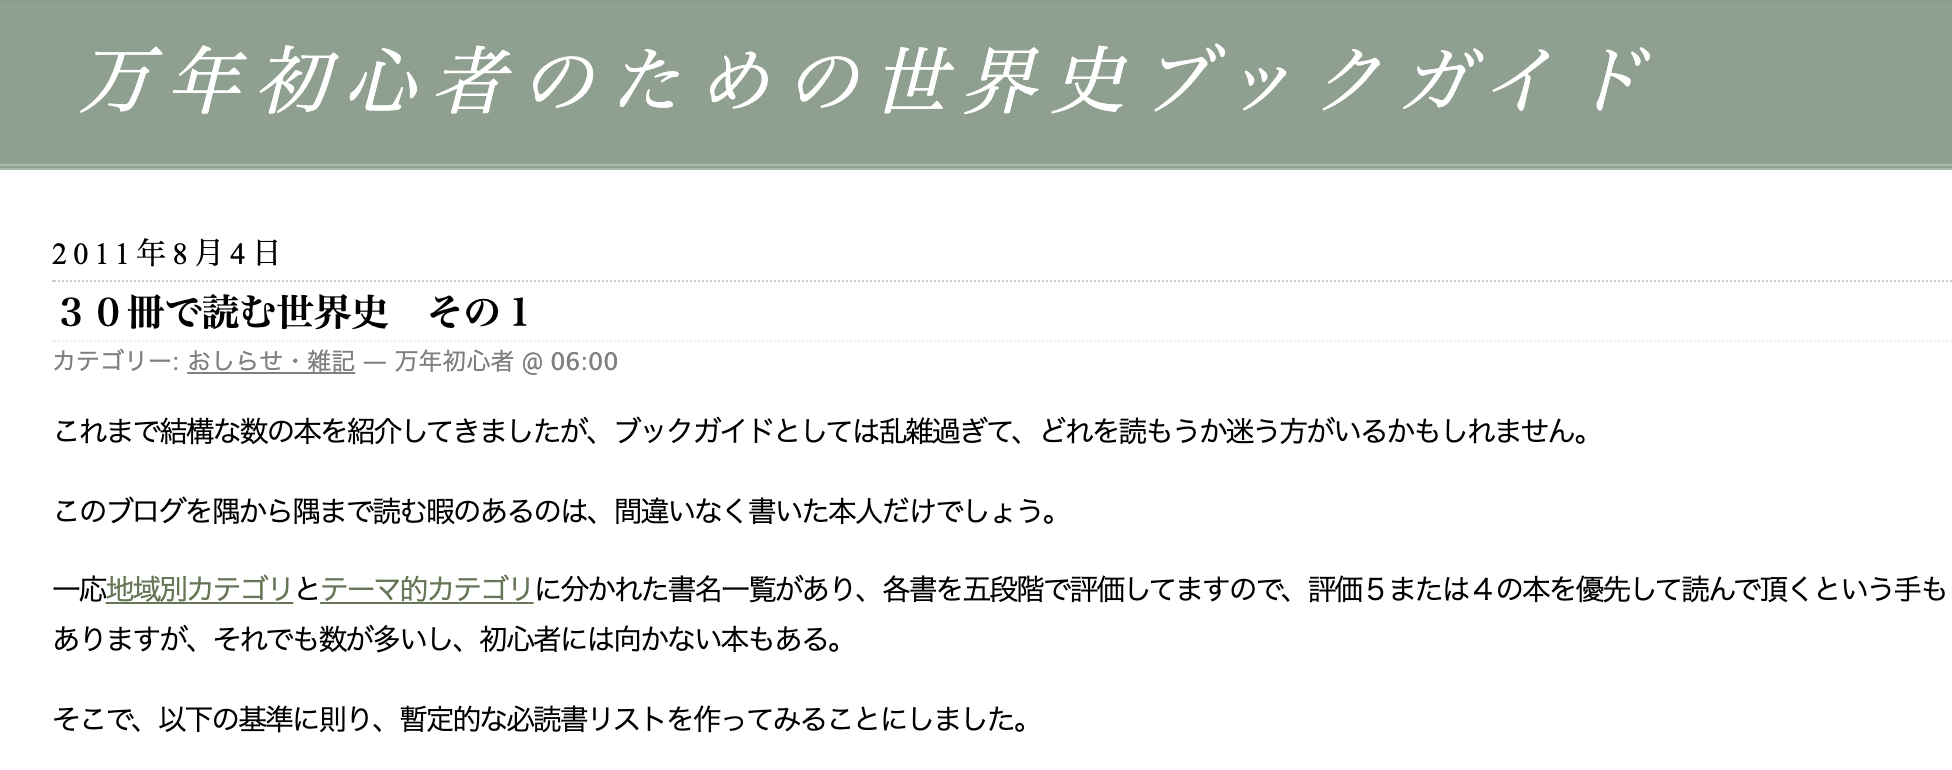 万年初心者のための世界史ブックガイド
2011年8月4日
３０冊で読む世界史　その１
カテゴリー: おしらせ・雑記 — 万年初心者 @ 06:00
これまで結構な数の本を紹介してきましたが、ブックガイドとしては乱雑過ぎて、どれを読もうか迷う方がいるかもしれません。
このブログを隅から隅まで読む暇のあるのは、間違いなく書いた本人だけでしょう。
一応地域別カテゴリとテーマ的カテゴリに分かれた書名一覧があり、各書を五段階で評価してますので、評価５または４の本を優先して読んで頂くという手も
ありますが、それでも数が多いし、初心者には向かない本もある。
そこで、以下の基準に則り、暫定的な必読書リストを作ってみることにしました。